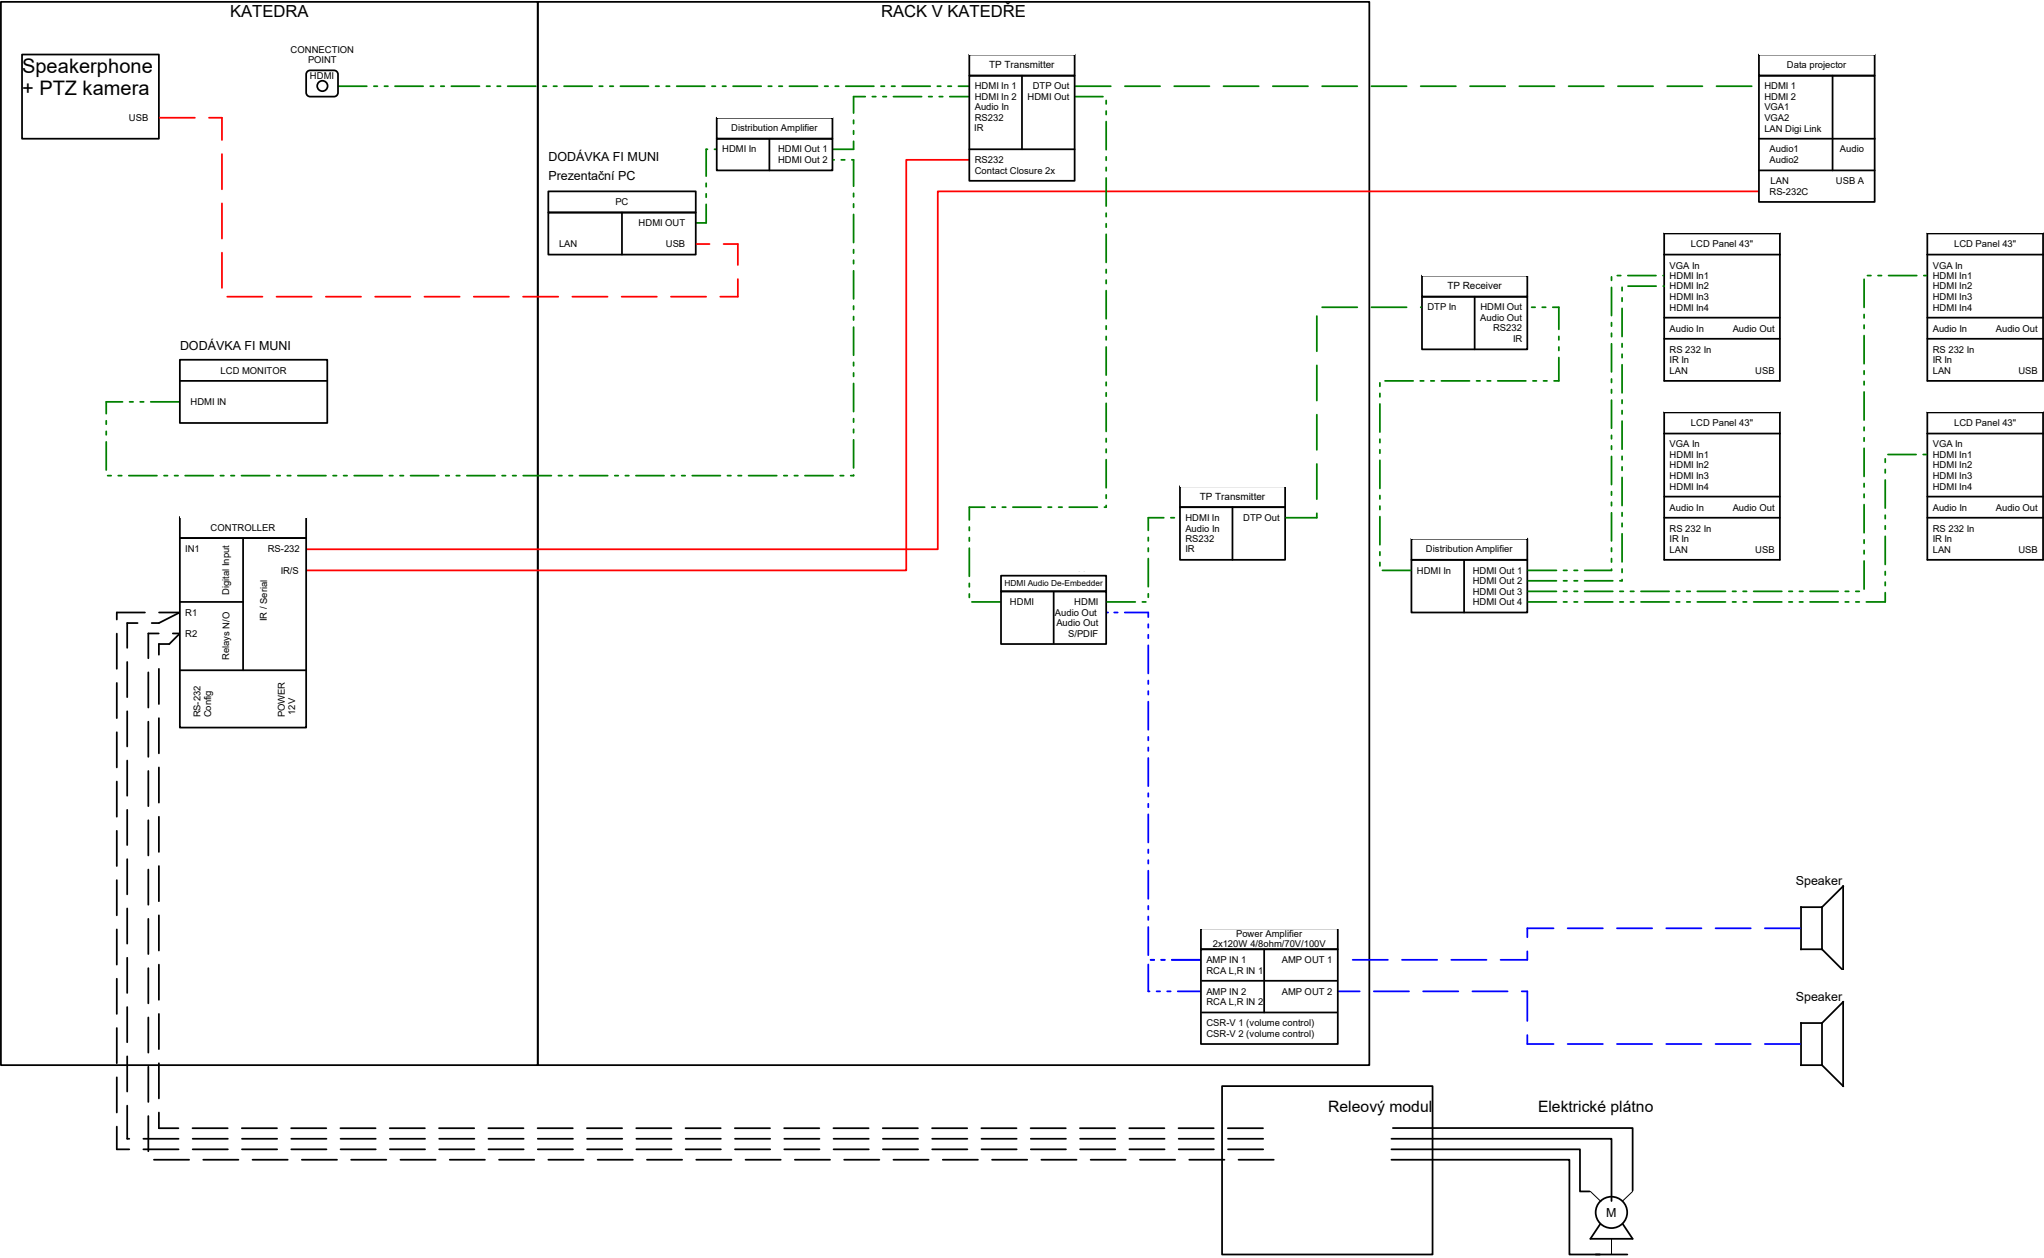 KATEDRA
RACK V KATEDŘE
Speakerphone
+ PTZ kamera
USB
CONNECTION
POINT
HDMI
TP Transmitter
HDMI In 1
HDMI In 2
Audio In
RS232
IR
DTP Out
HDMI Out
RS232
Contact Closure 2x
Data projector
HDMI 1
HDMI 2
VGA1
VGA2
LAN Digi Link
Audio1
Audio2
Audio
LAN
RS-232C
USB A
Distribution Amplifier
HDMI In
HDMI Out 1
HDMI Out 2
DODÁVKA FI MUNI
Prezentační PC
PC
HDMI OUT
LAN
USB
LCD Panel 43"
VGA In
HDMI In1
HDMI In2
HDMI In3
HDMI In4
Audio In
Audio Out
RS 232 In
IR In
LAN
USB
LCD Panel 43"
VGA In
HDMI In1
HDMI In2
HDMI In3
HDMI In4
Audio In
Audio Out
RS 232 In
IR In
LAN
USB
TP Receiver
DTP In
HDMI Out
Audio Out
RS232
IR
DODÁVKA FI MUNI
LCD MONITOR
HDMI IN
LCD Panel 43"
VGA In
HDMI In1
HDMI In2
HDMI In3
HDMI In4
Audio In
Audio Out
RS 232 In
IR In
LAN
USB
LCD Panel 43"
VGA In
HDMI In1
HDMI In2
HDMI In3
HDMI In4
Audio In
Audio Out
RS 232 In
IR In
LAN
USB
TP Transmitter
HDMI In
Audio In
RS232
IR
DTP Out
CONTROLLER
IN1
Digital Input
RS-232
IR/S
IR / Serial
R1
R2
Relays N/O
RS-232
Config
POWER
12V
Distribution Amplifier
HDMI In
HDMI Out 1
HDMI Out 2
HDMI Out 3
HDMI Out 4
HDMI Audio De-Embedder
HDMI
HDMI
Audio Out
Audio Out
S/PDIF
Power Amplifier
2x120W 4/8ohm/70V/100V
AMP IN 1
RCA L,R IN 1
AMP OUT 1
AMP IN 2
RCA L,R IN 2
AMP OUT 2
CSR-V 1 (volume control)
CSR-V 2 (volume control)
Speaker
Speaker
Releový modul
Elektrické plátno
M